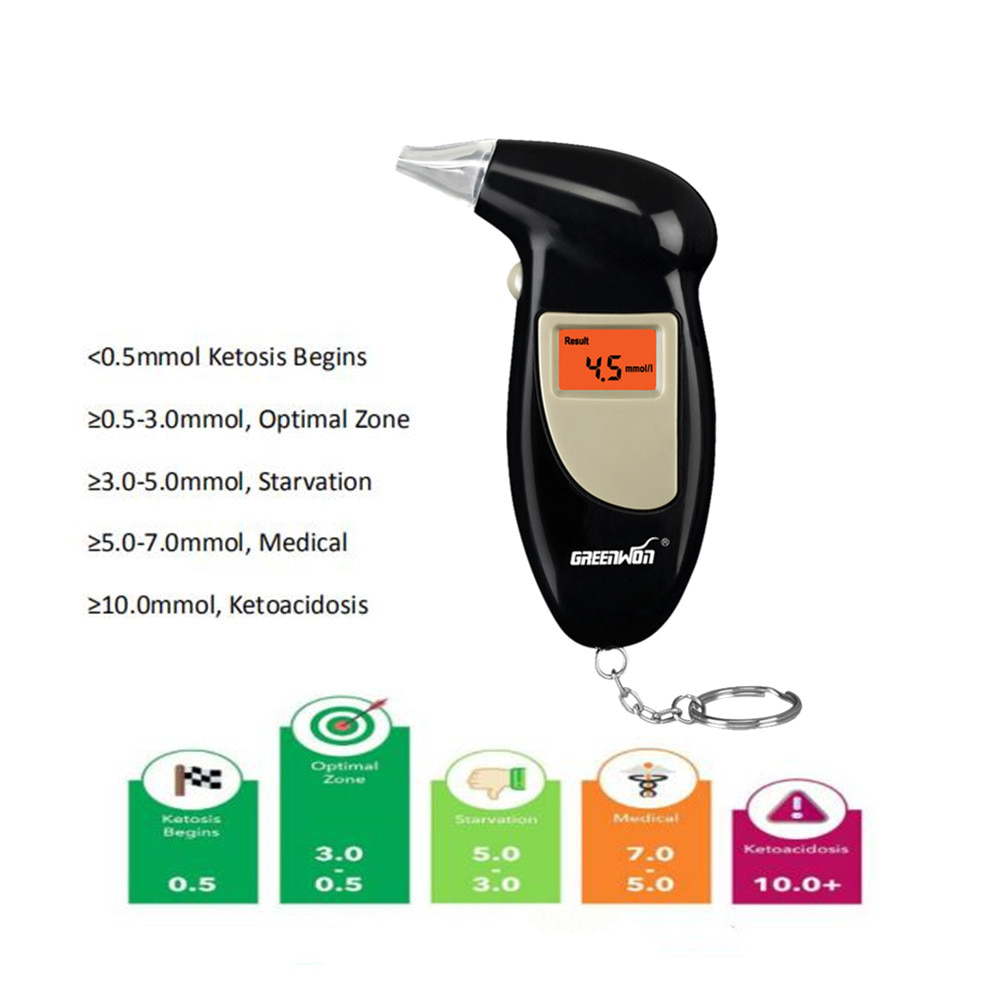 Result
4.5 mmol/l
GREENWON®
<0.5mmol Ketosis Begins
≥0.5-3.0mmol, Optimal Zone
≥3.0-5.0mmol, Starvation
≥5.0-7.0mmol, Medical
≥10.0mmol, Ketoacidosis
Ketosis
Begins
0.5
Optimal
Zone
3.0
-
0.5
Starvation
5.0
-
3.0
Medical
7.0
-
5.0
Ketoacidosis
10.0+